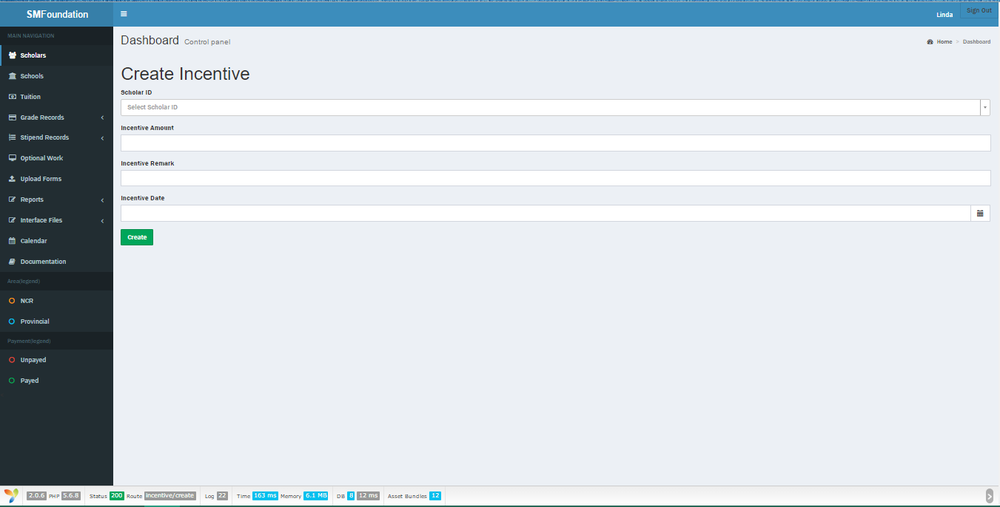 SMFoundation
Linda
Sign Out
MAIN NAVIGATION
Scholars
Schools
Tuition
Grade Records
Stipend Records
Optional Work
Upload Forms
Reports
Interface Files
Calendar
Documentation
Area(legend)
NCR
Provincial
Payment(legend)
Unpayed
Payed
Dashboard Control panel
Home > Dashboard
Create Incentive
Scholar ID
Select Scholar ID
Incentive Amount
Incentive Remark
Incentive Date
Create
2.0.6 PHP 5.6.8 Status 200 Route incentive/create Log 22 Time 163 ms Memory 6.1 MB DB 8 12 ms Asset Bundles 12